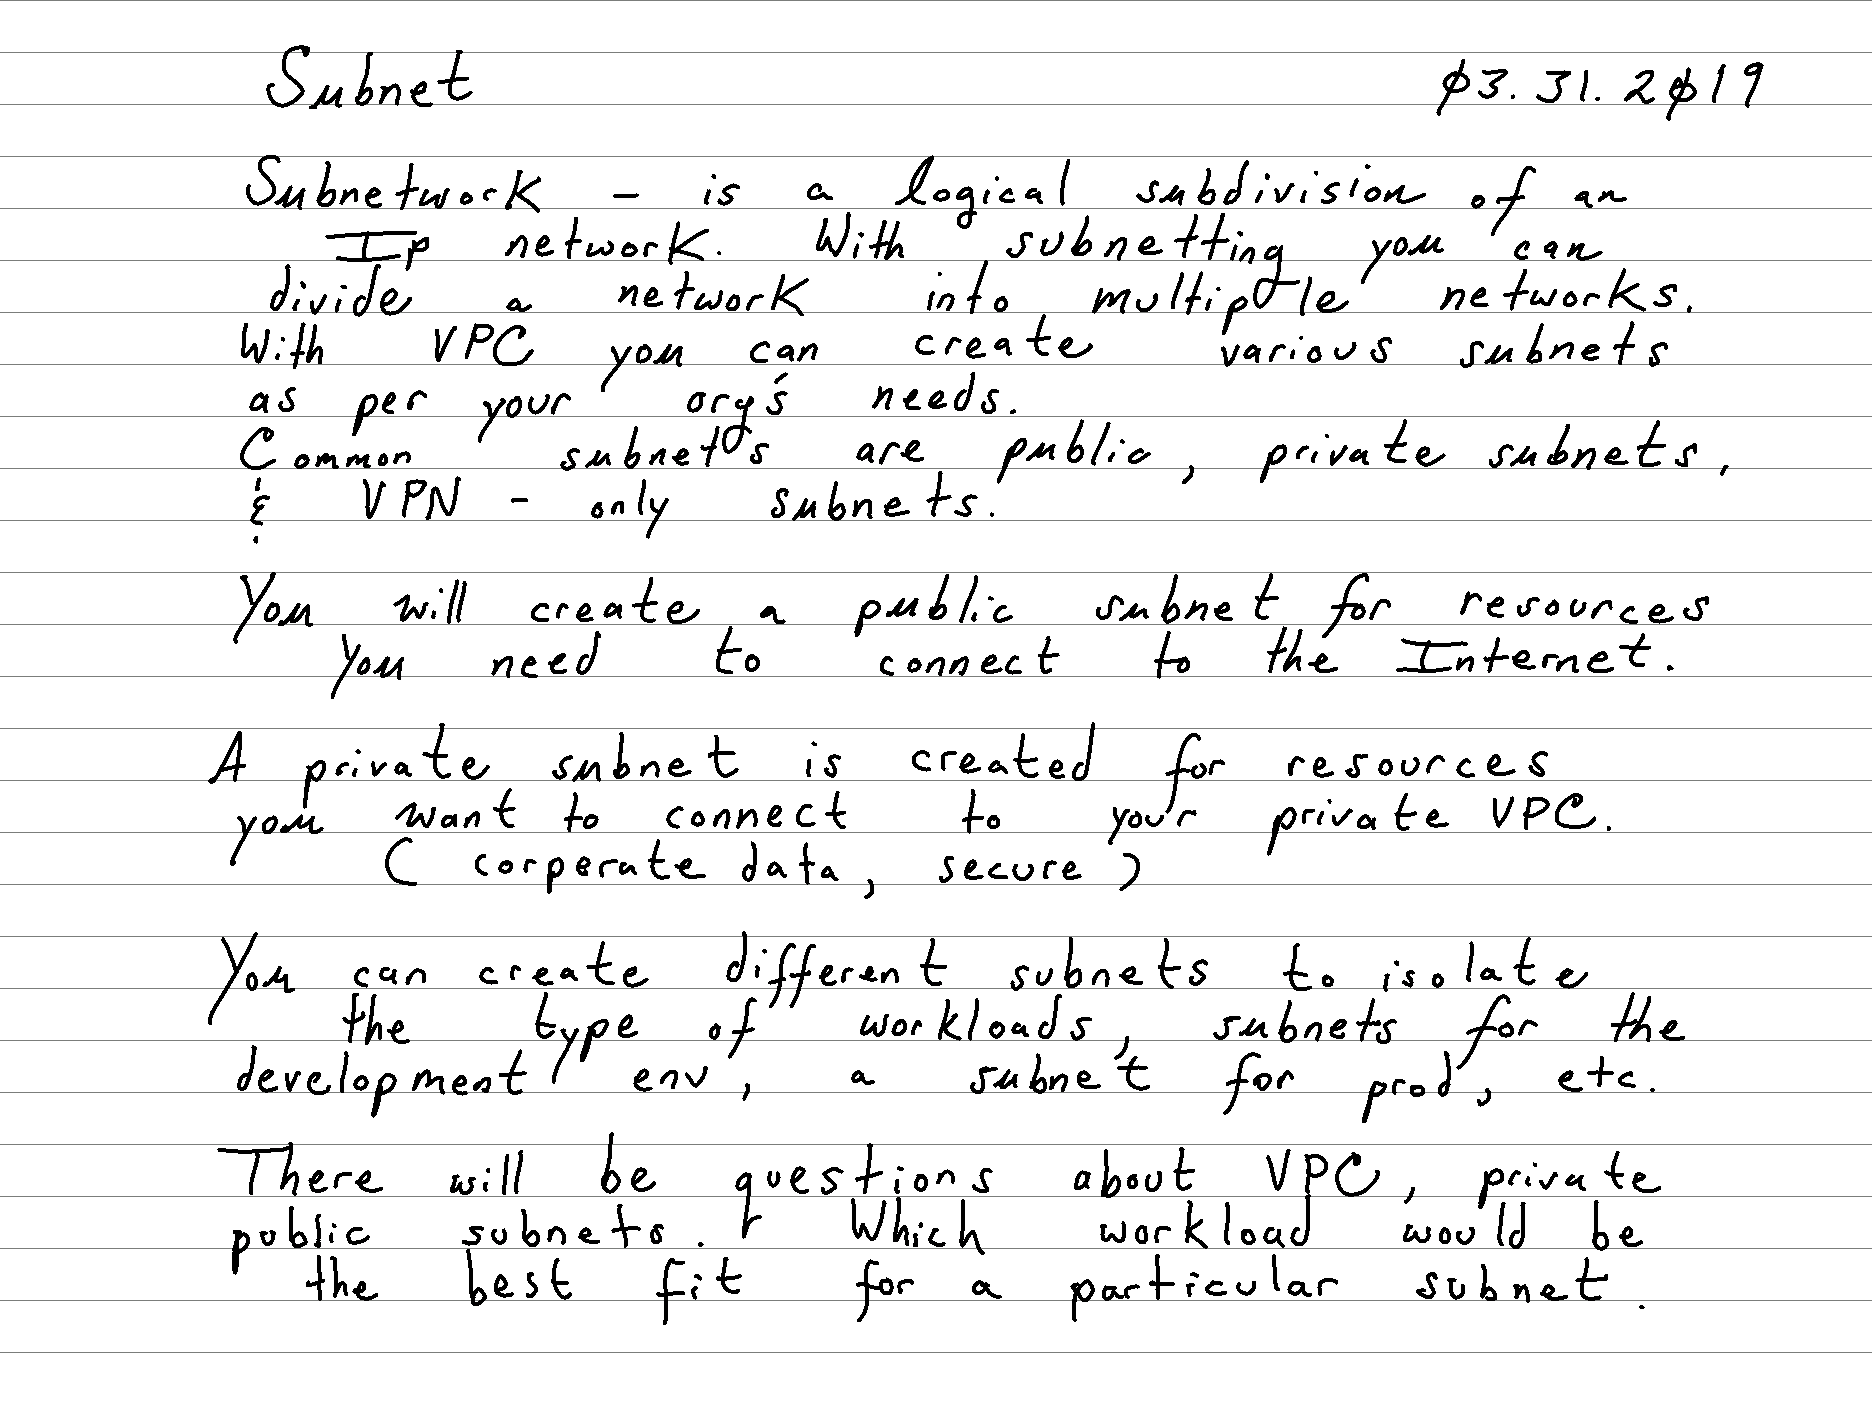 Subnet 03.31.2019
Subnetwork - is a logical subdivision of an
Ip network. With subnetting you can
divide a network into multiple networks.
With VPC you can create various subnets
as per your org's needs.
Common subnets are public, private subnets,
& VPN - only subnets.
You will create a public subnet for resources
you need to connect to the Internet.
A private subnet is created for resources
you want to connect to your private VPC.
( corperate data, secure )
You can create different subnets to isolate
the type of workloads, subnets for the
development env, a subnet for prod, etc.
There will be questions about VPC, private
public subnets. Which workload would be
the best fit for a particular subnet.